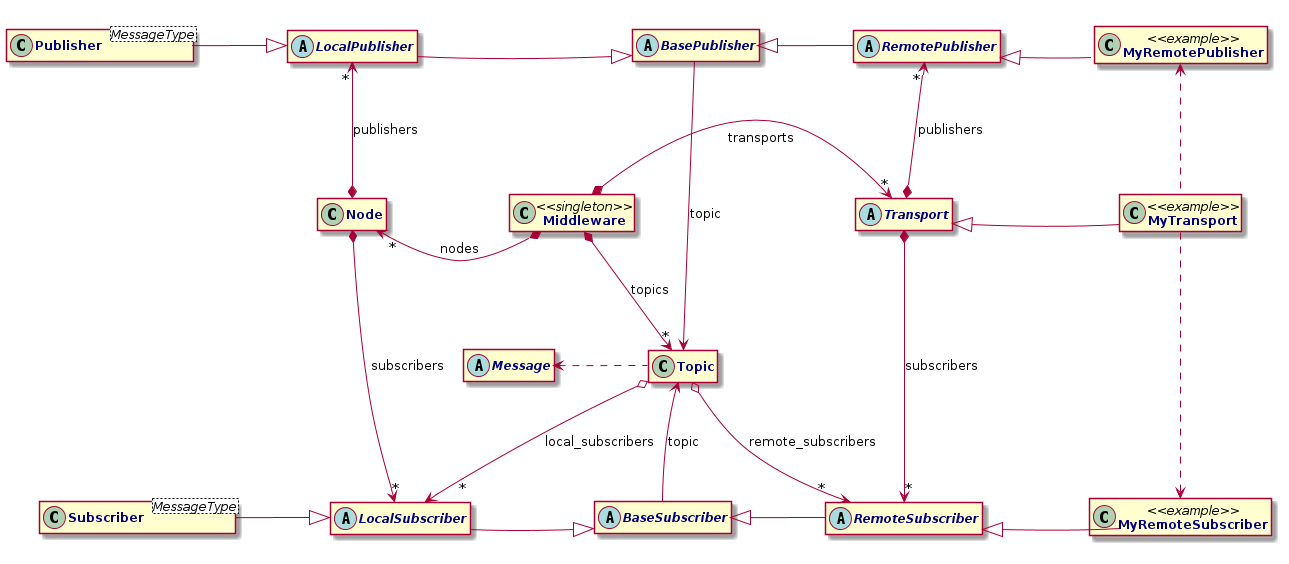 C Publisher MessageType
A LocalPublisher
A BasePublisher
A RemotePublisher
C <<example>>
MyRemotePublisher
*
*
publishers
transports
publishers
*
C Node
C <<singleton>>
Middleware
A Transport
C <<example>>
MyTransport
topic
*
nodes
topics
*
A Message
C Topic
subscribers
subscribers
local_subscribers
topic
remote_subscribers
*
*
*
*
C Subscriber MessageType
A LocalSubscriber
A BaseSubscriber
A RemoteSubscriber
C <<example>>
MyRemoteSubscriber